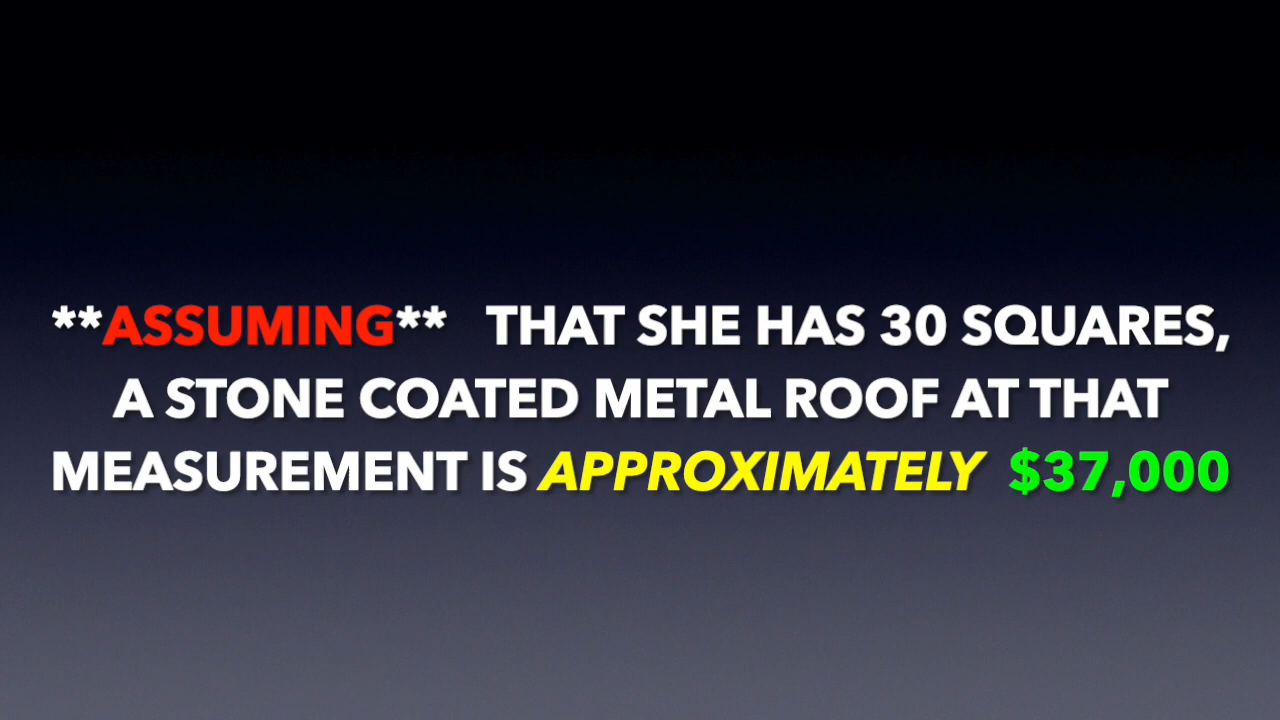 **ASSUMING** THAT SHE HAS 30 SQUARES,
A STONE COATED METAL ROOF AT THAT
MEASUREMENT IS APPROXIMATELY $37,000